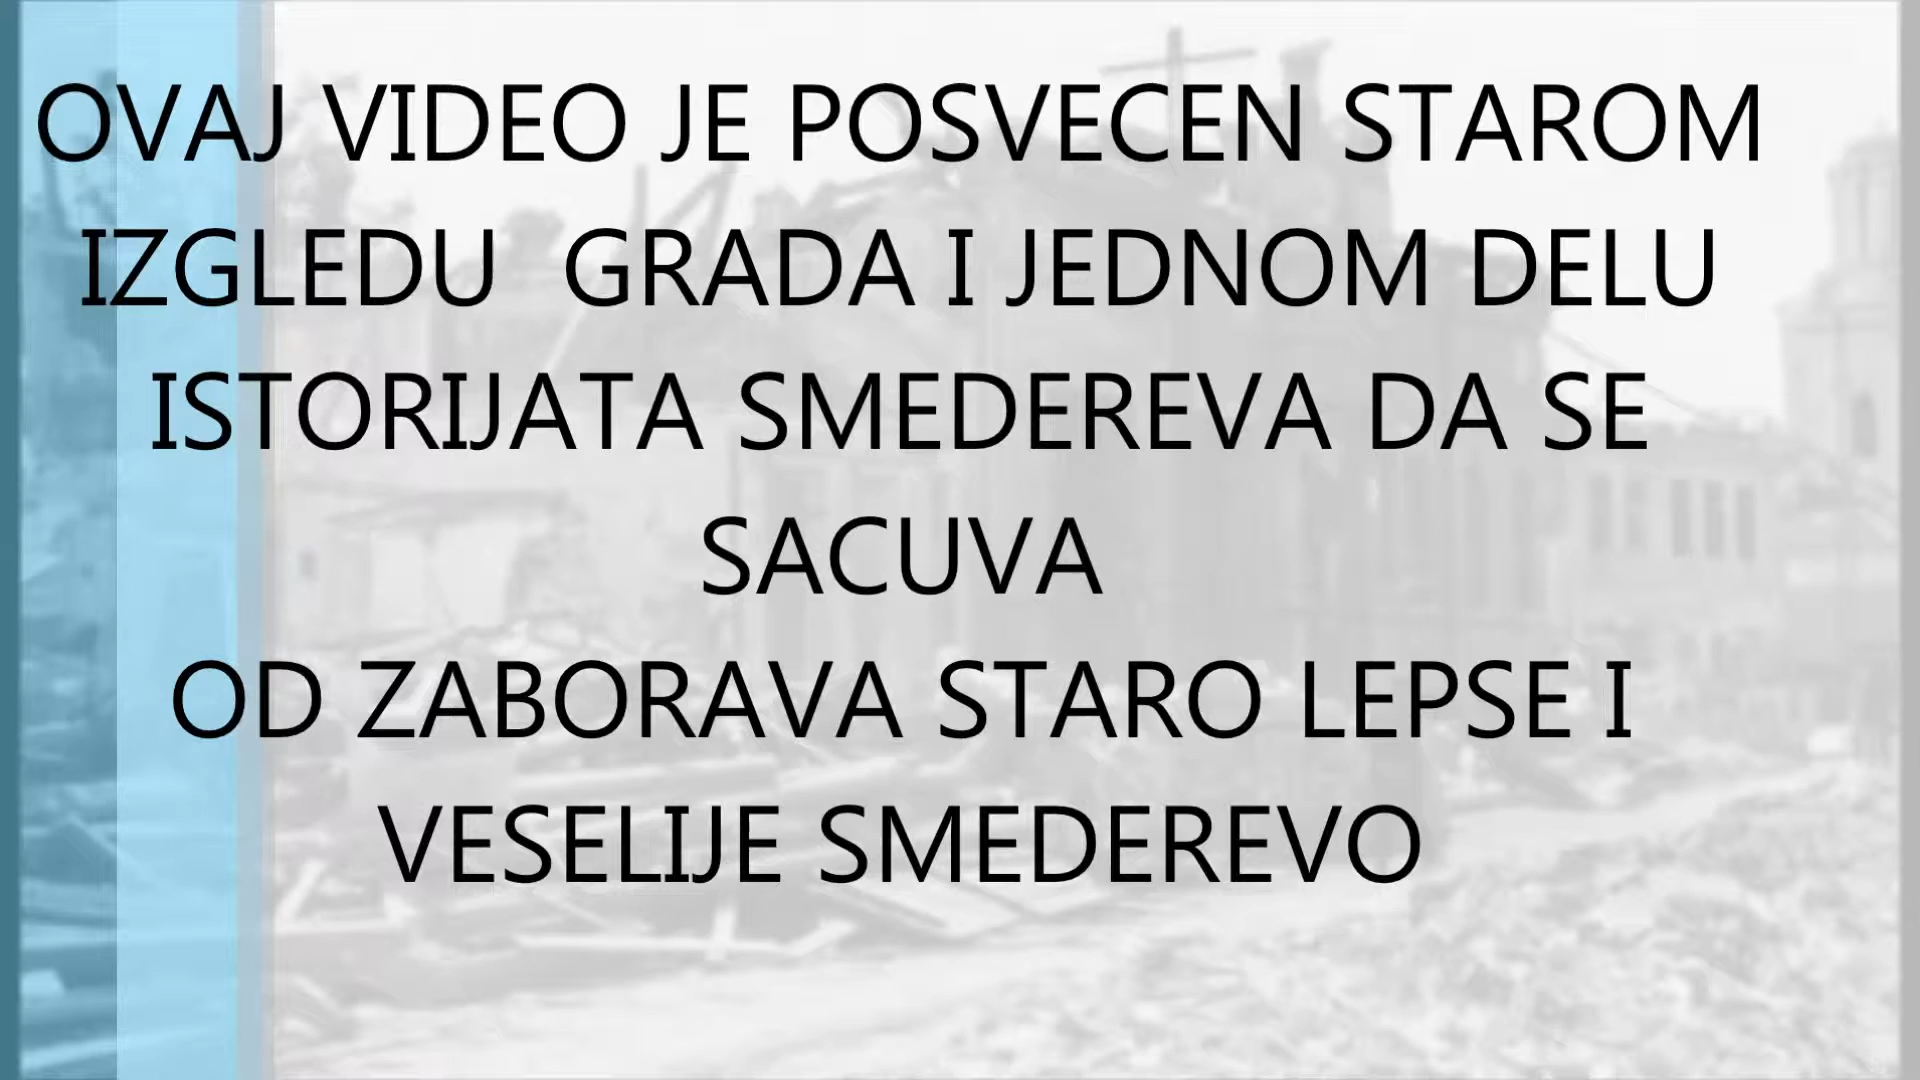 OVAJ VIDEO JE POSVECEN STAROM
IZGLEDU  GRADA I JEDNOM DELU
ISTORIJATA SMEDEREVA DA SE
SACUVA
OD ZABORAVA STARO LEPSE I
VESELIJE SMEDEREVO